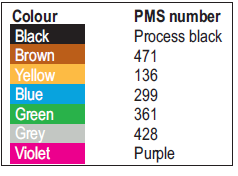 Colour PMS number
Black Process black
Brown 471
Yellow 136
Blue 299
Green 361
Grey 428
Violet Purple